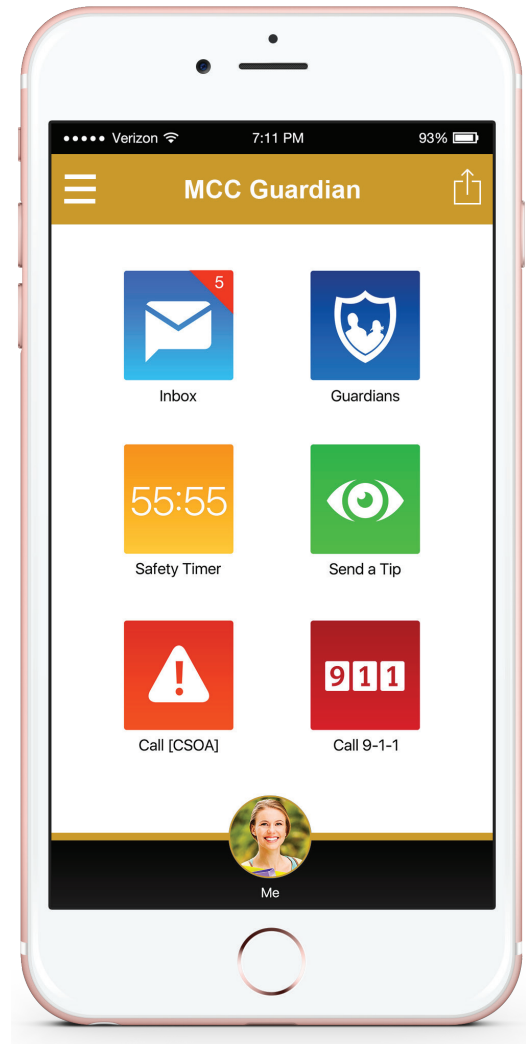 Verizon 7:11 PM 93%
MCC Guardian
5
Inbox Guardians
55:55
Safety Timer Send a Tip
911
Call [CSOA] Call 9-1-1
Me